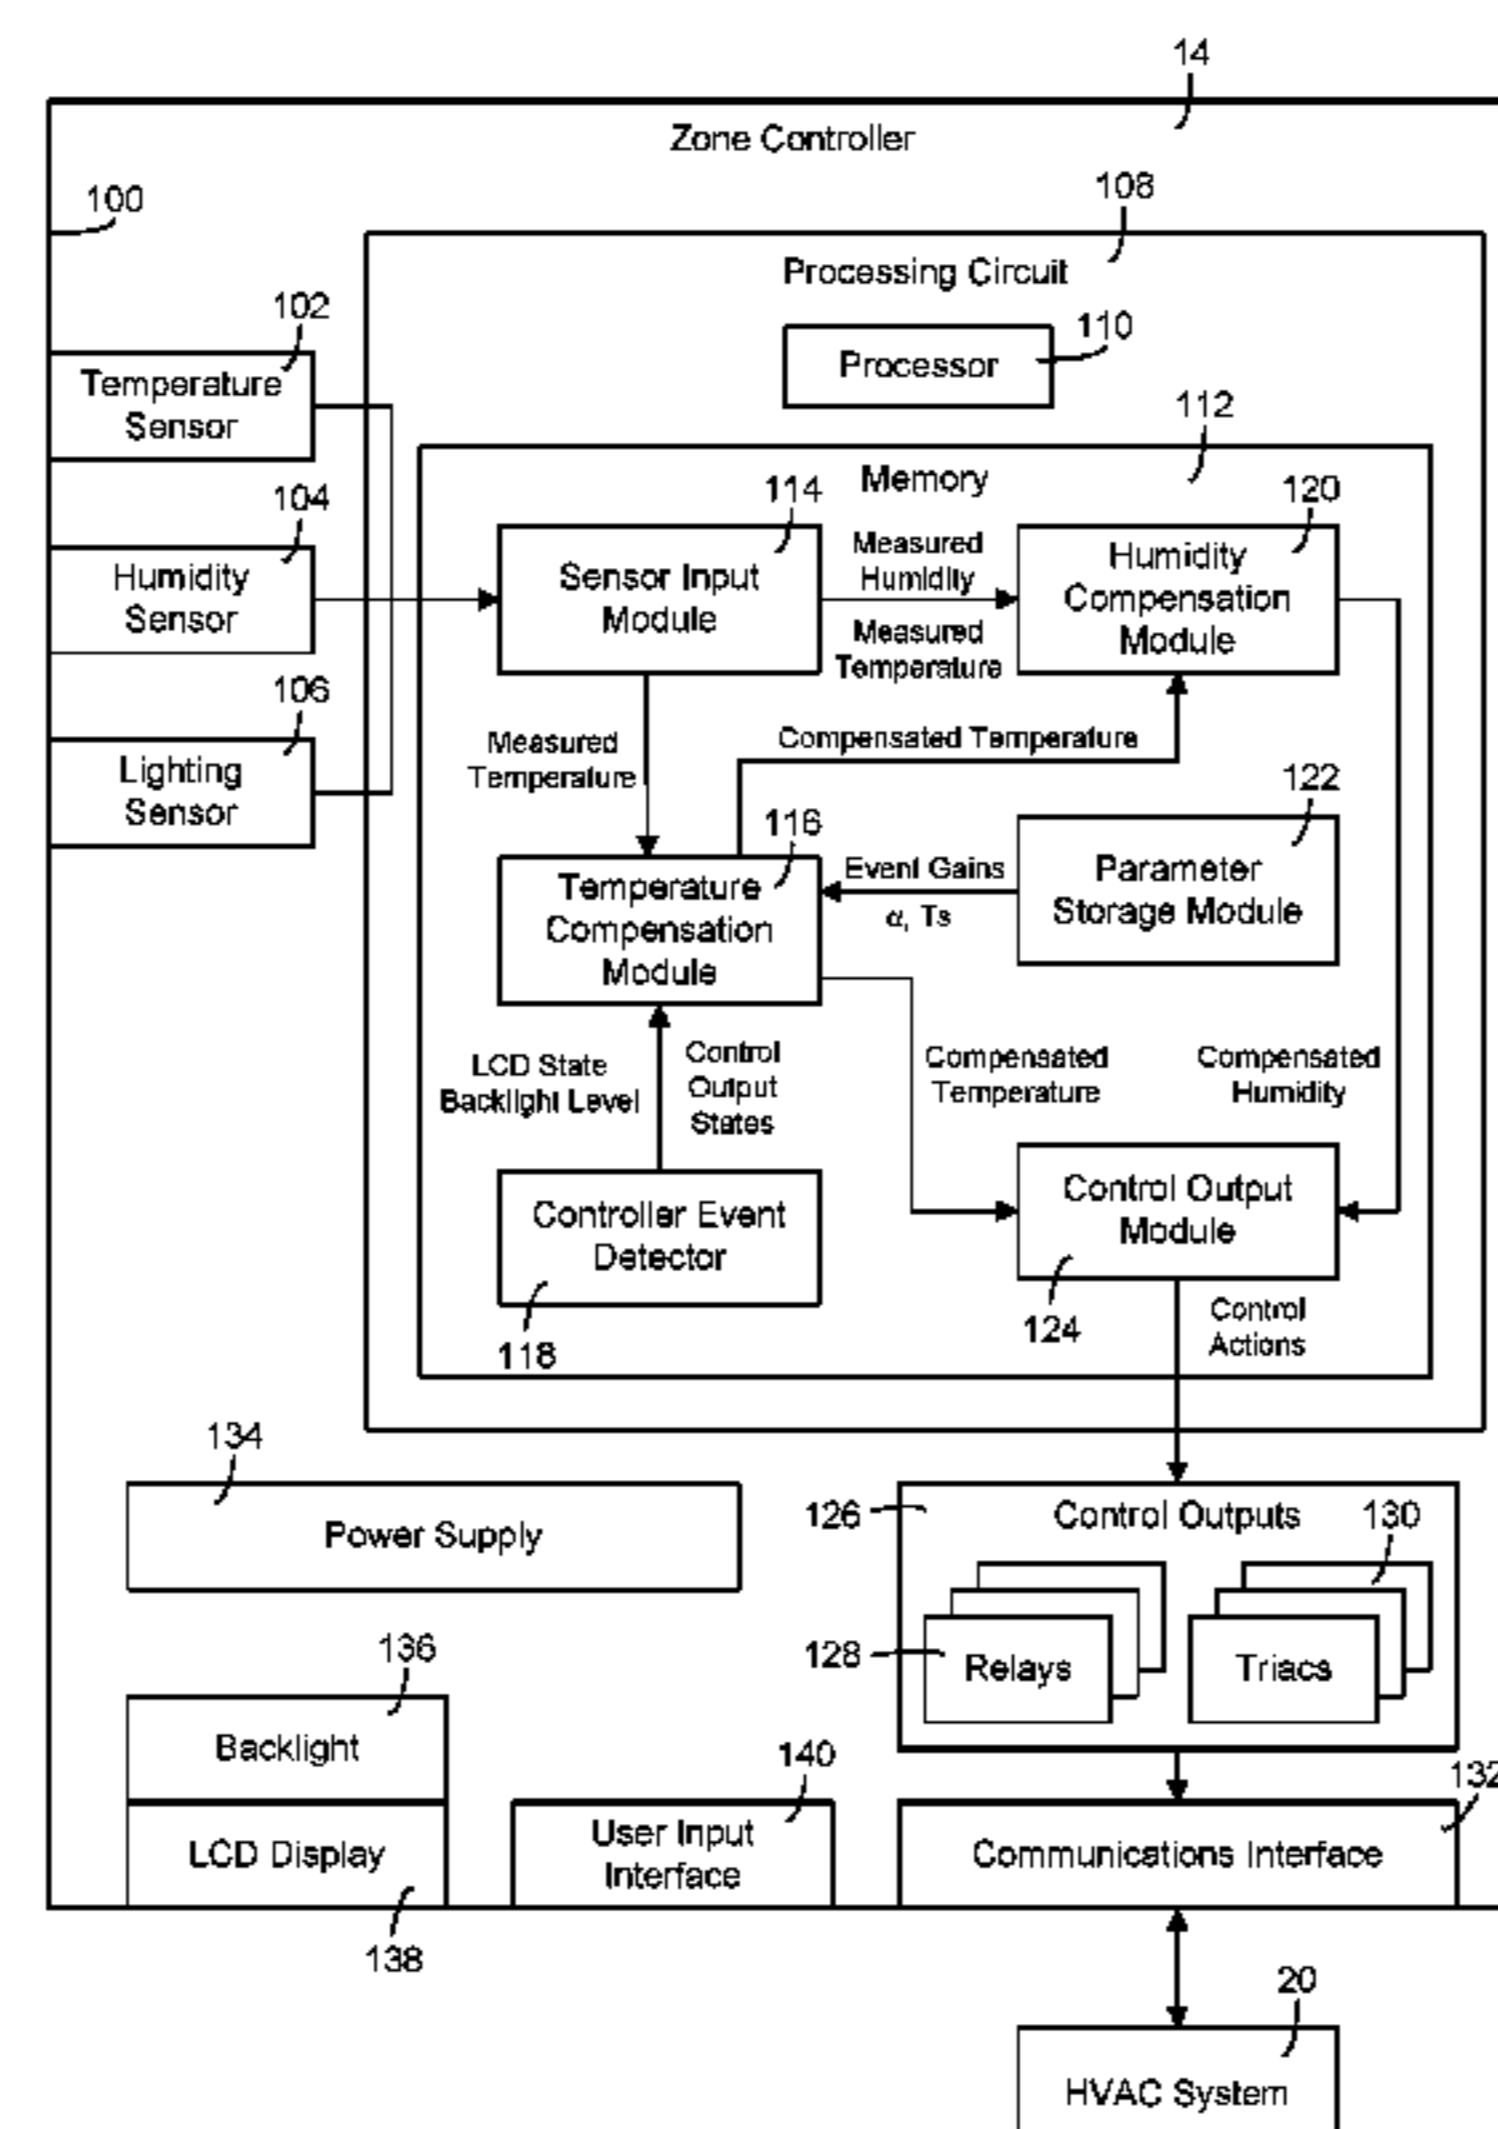 14
Zone Controller
100
108
Processing Circuit
102
110
Temperature
Sensor
Processor
112
104
Memory
114
120
Humidity
Sensor
Sensor Input
Module
Measured
Humidity
Measured
Temperature
Humidity
Compensation
Module
106
Lighting
Sensor
Measured
Temperature
Compensated Temperature
122
116
Temperature
Compensation
Module
Event Gains
α, Ts
Parameter
Storage Module
LCD State
Backlight Level
Control
Output
States
Compensated
Temperature
Compensated
Humidity
Controller Event
Detector
Control Output
Module
118
124
Control
Actions
134
Power Supply
126
Control Outputs
130
128
Relays
Triacs
136
Backlight
140
132
LCD Display
User Input
Interface
Communications Interface
138
20
HVAC System